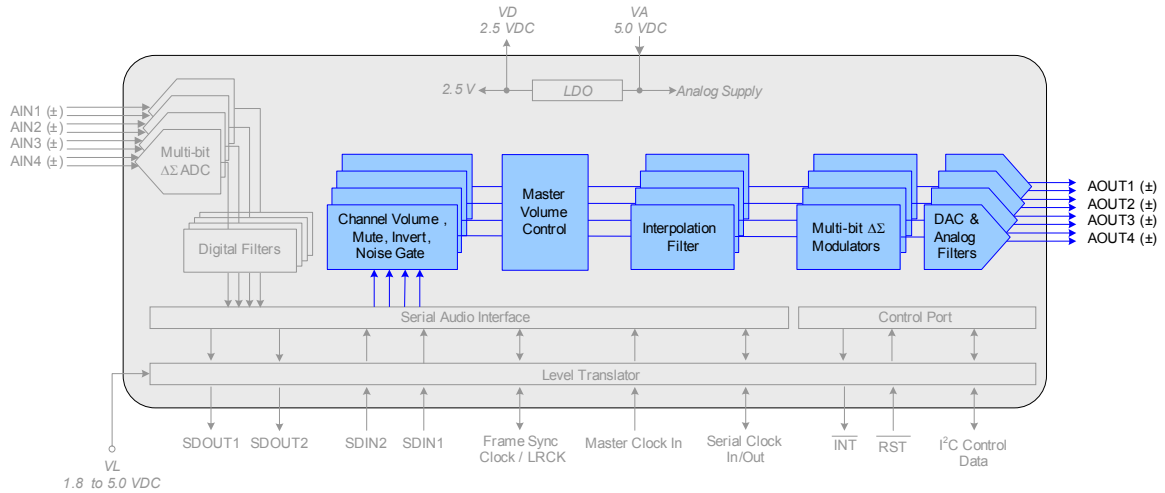 VD
2.5 VDC
VA
5.0 VDC
2.5 V
LDO
Analog Supply
AIN1 (±)
AIN2 (±)
AIN3 (±)
AIN4 (±)
Multi-bit
ΔΣ ADC
Digital Filters
Channel Volume ,
Mute, Invert,
Noise Gate
Master
Volume
Control
Interpolation
Filter
Multi-bit ΔΣ
Modulators
DAC &
Analog
Filters
AOUT1 (±)
AOUT2 (±)
AOUT3 (±)
AOUT4 (±)
Serial Audio Interface
Control Port
Level Translator
VL
1.8 to 5.0 VDC
SDOUT1
SDOUT2
SDIN2
SDIN1
Frame Sync
Clock / LRCK
Master Clock In
Serial Clock
In/Out
INT
RST
I²C Control
Data